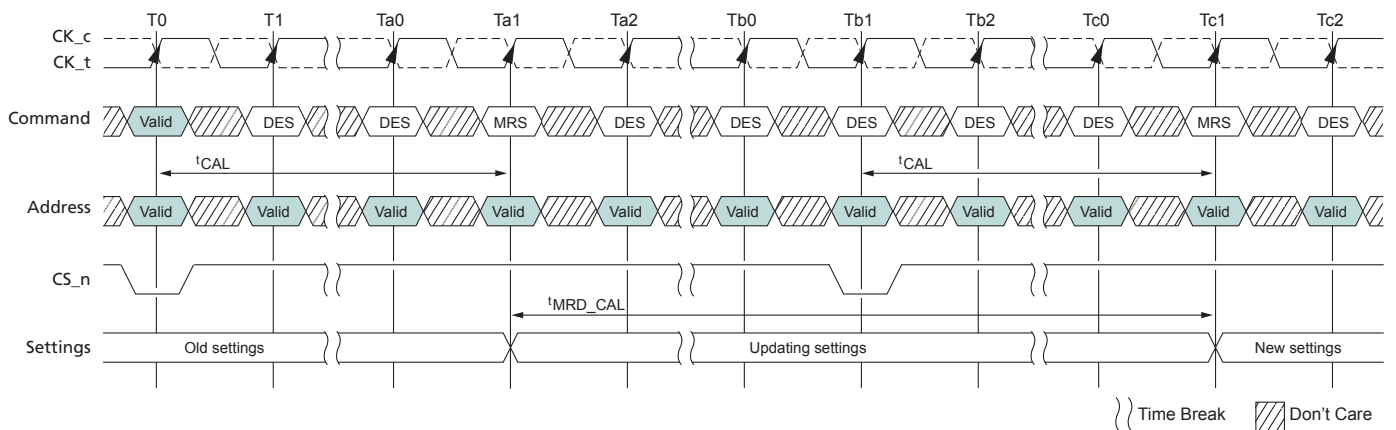 T0 T1 Ta0 Ta1 Ta2 Tb0 Tb1 Tb2 Tc0 Tc1 Tc2
CK_c
CK_t
Command Valid DES DES MRS DES DES DES DES DES MRS DES
tCAL tCAL
Address Valid Valid Valid Valid Valid Valid Valid Valid Valid Valid Valid
CS_n
tMRD_CAL
Settings Old settings Updating settings New settings
Time Break Don't Care